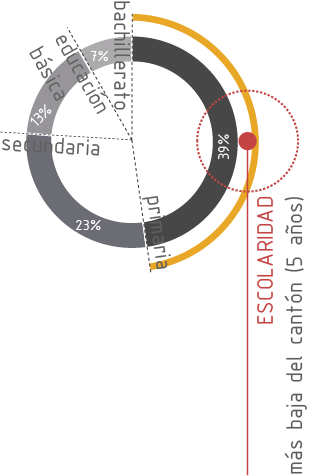 bachillerato
7%
educación
básica
13%
secundaria
39%
23%
primaria
ESCOLARIDAD
más baja del cantón (5 años)